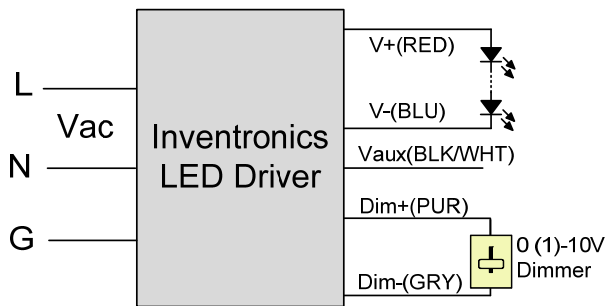 L
Vac
N
G
Inventronics
LED Driver
V+(RED)
V-(BLU)
Vaux(BLK/WHT)
Dim+(PUR)
Dim-(GRY)
0 (1)-10V
Dimmer